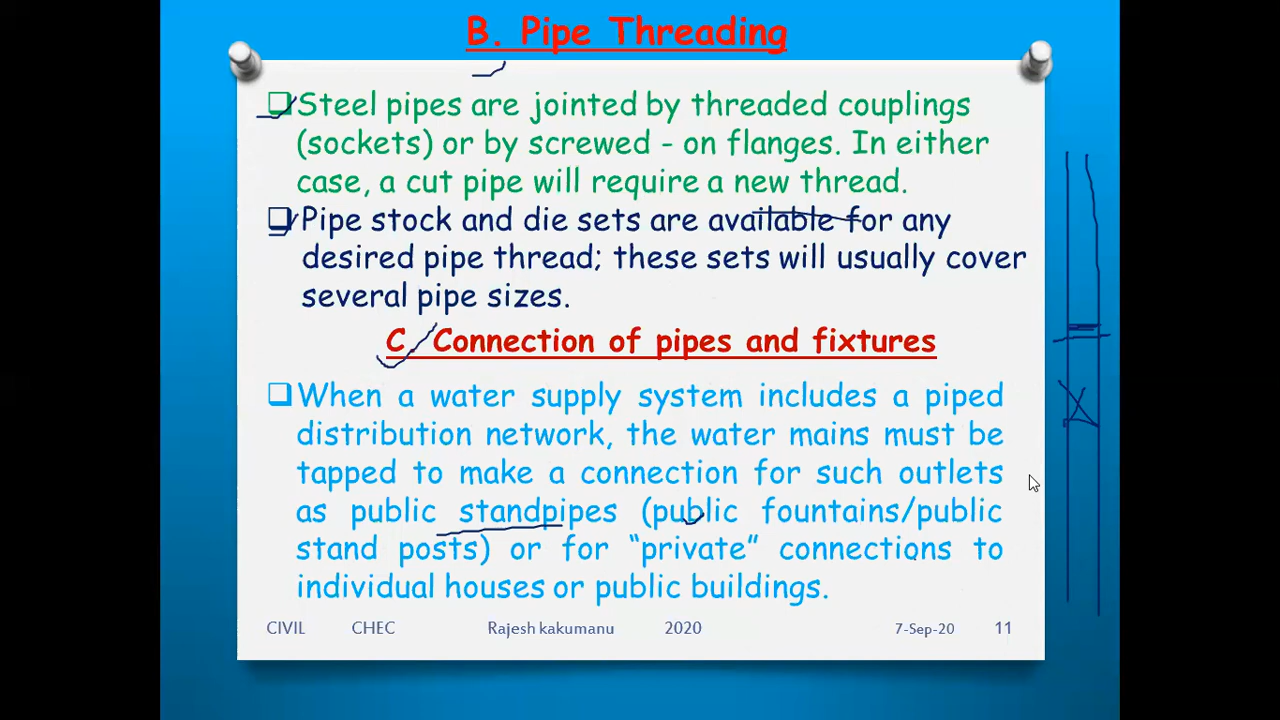 B. Pipe Threading
Steel pipes are jointed by threaded couplings
(sockets) or by screwed - on flanges. In either
case, a cut pipe will require a new thread.
Pipe stock and die sets are available for any
desired pipe thread; these sets will usually cover
several pipe sizes.
C Connection of pipes and fixtures
When a water supply system includes a piped
distribution network, the water mains must be
tapped to make a connection for such outlets
as public standpipes (public fountains/public
stand posts) or for “private” connections to
individual houses or public buildings.
CIVIL CHEC Rajesh kakumanu 2020 7-Sep-20 11